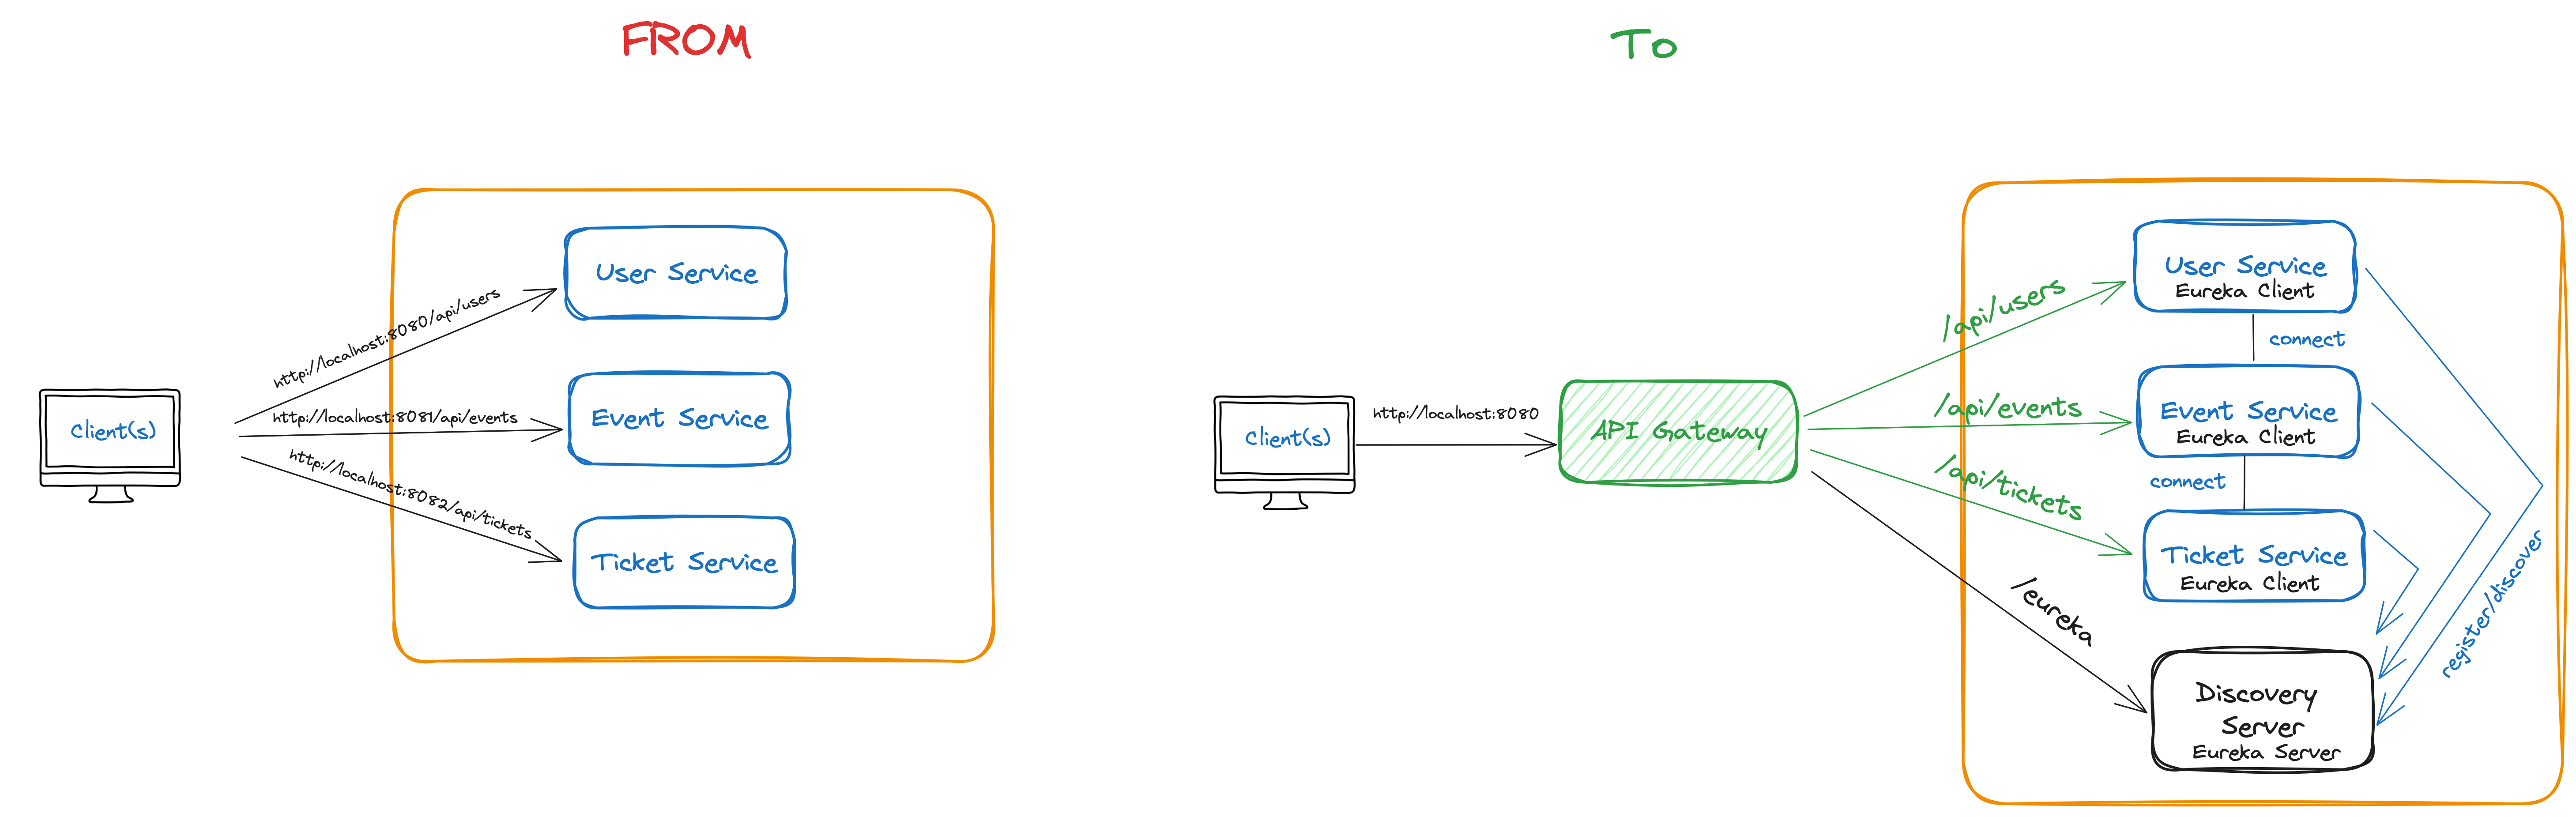 FROM
Client(s)
http://localhost:8080/api/users
http://localhost:8081/api/events
http://localhost:8082/api/tickets
User Service
Event Service
Ticket Service
To
Client(s)
http://localhost:8080
API Gateway
/api/users
/api/events
/api/tickets
/eureka
User Service
Eureka Client
connect
Event Service
Eureka Client
connect
Ticket Service
Eureka Client
register/discover
Discovery
Server
Eureka Server